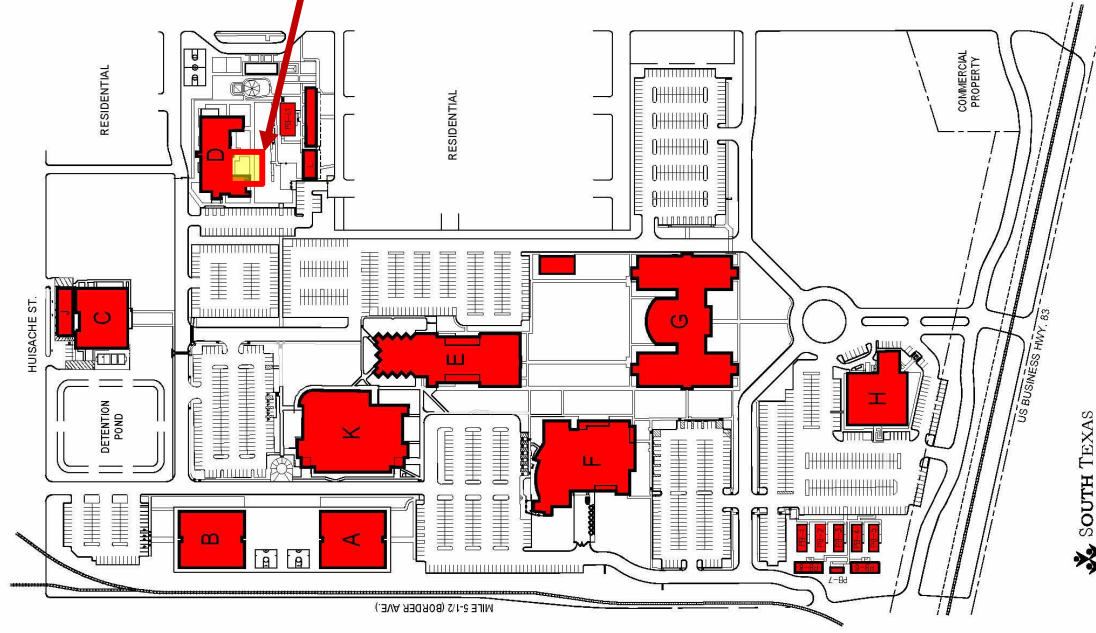 RESIDENTIAL
D
RESIDENTIAL
COMMERCIAL
PROPERTY
HUISACHE ST.
J
C
DETENTION
POND
E
G
K
F
H
B
A
US BUSINESS HWY. 83
PB-7
MILE 5-1/2 (BORDER AVE.)
SOUTH TEXAS